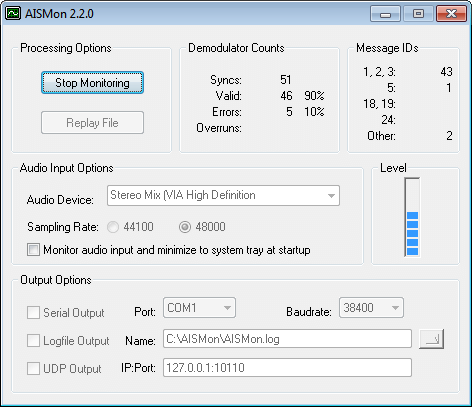 AISMon 2.2.0
Processing Options
Stop Monitoring
Replay File
Demodulator Counts
Syncs: 51
Valid: 46 90%
Errors: 5 10%
Overruns:
Message IDs
1, 2, 3: 43
5: 1
18, 19:
24:
Other: 2
Audio Input Options
Audio Device: Stereo Mix (VIA High Definition
Sampling Rate: 44100 48000
Monitor audio input and minimize to system tray at startup
Level
Output Options
Serial Output Port: COM1 Baudrate: 38400
Logfile Output Name: C:\AISMon\AISMon.log
UDP Output IP:Port: 127.0.0.1:10110